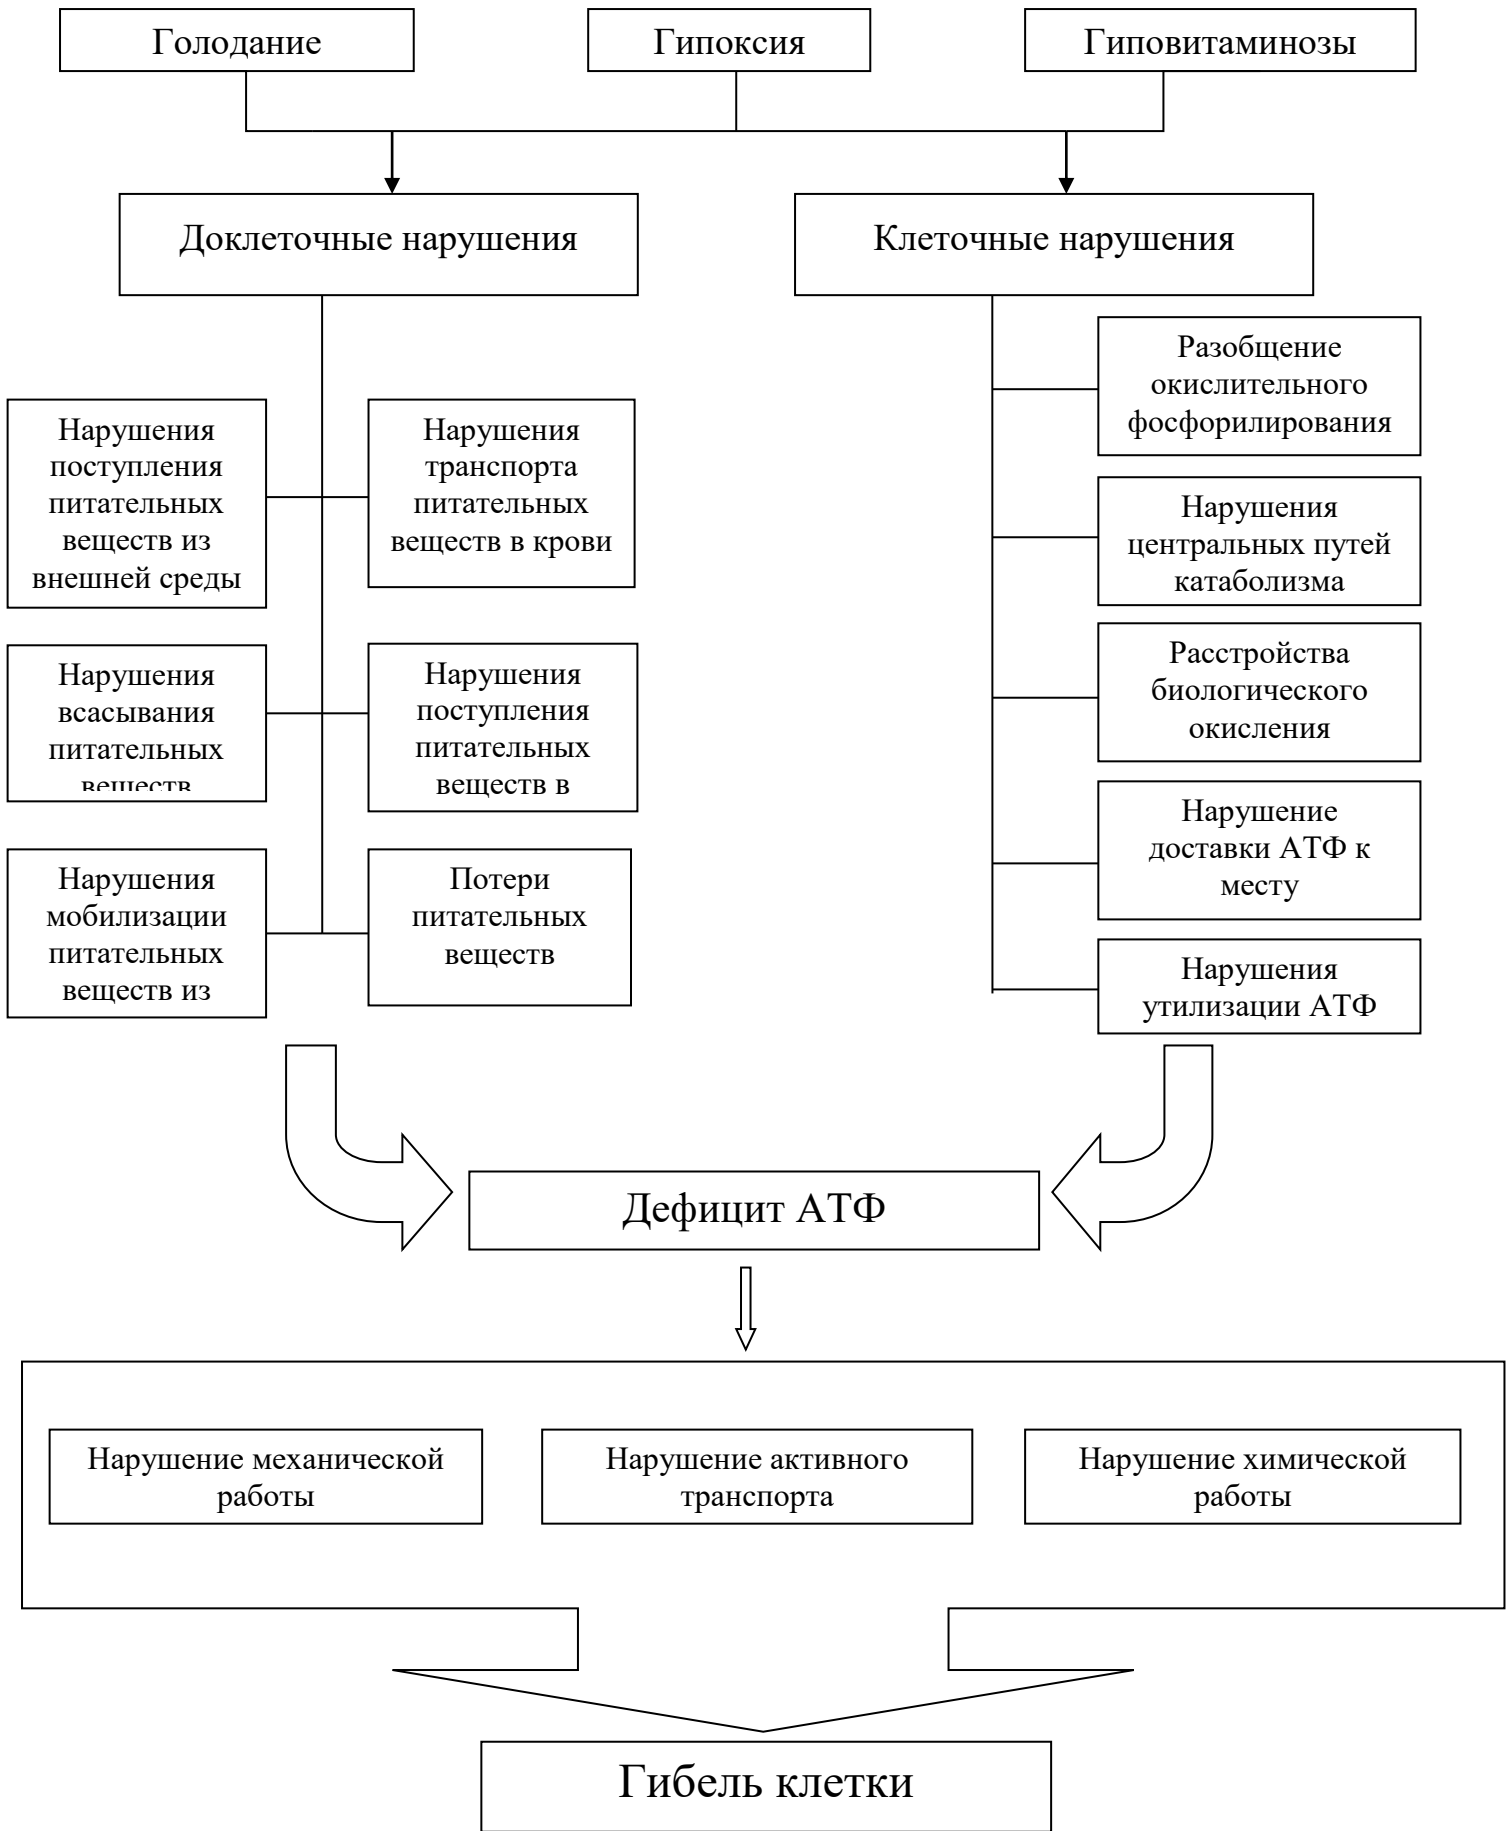 Голодание
Гипоксия
Гиповитаминозы
Доклеточные нарушения
Клеточные нарушения
Нарушения
поступления
питательных
веществ из
внешней среды
Нарушения
транспорта
питательных
веществ в крови
Нарушения
всасывания
питательных
веществ
Нарушения
поступления
питательных
веществ в
Нарушения
мобилизации
питательных
веществ из
Потери
питательных
веществ
Разобщение
окислительного
фосфорилирования
Нарушения
центральных путей
катаболизма
Расстройства
биологического
окисления
Нарушение
доставки АТФ к
месту
Нарушения
утилизации АТФ
Дефицит АТФ
Нарушение механической
работы
Нарушение активного
транспорта
Нарушение химической
работы
Гибель клетки